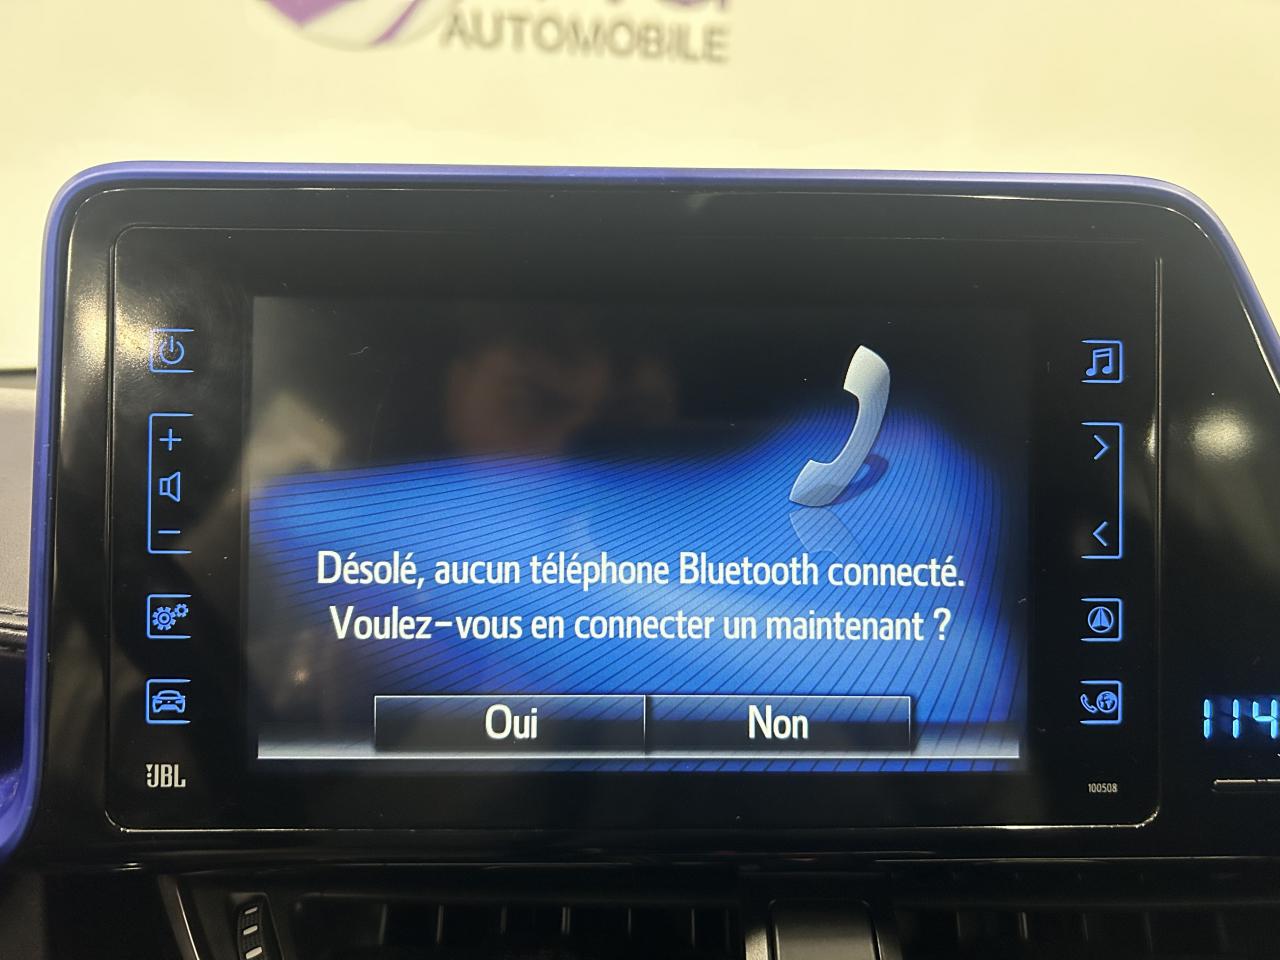 AUTOMOBILE
Désolé, aucun téléphone Bluetooth connecté.
Voulez-vous en connecter un maintenant ?
Oui
Non
JBL
100508
114